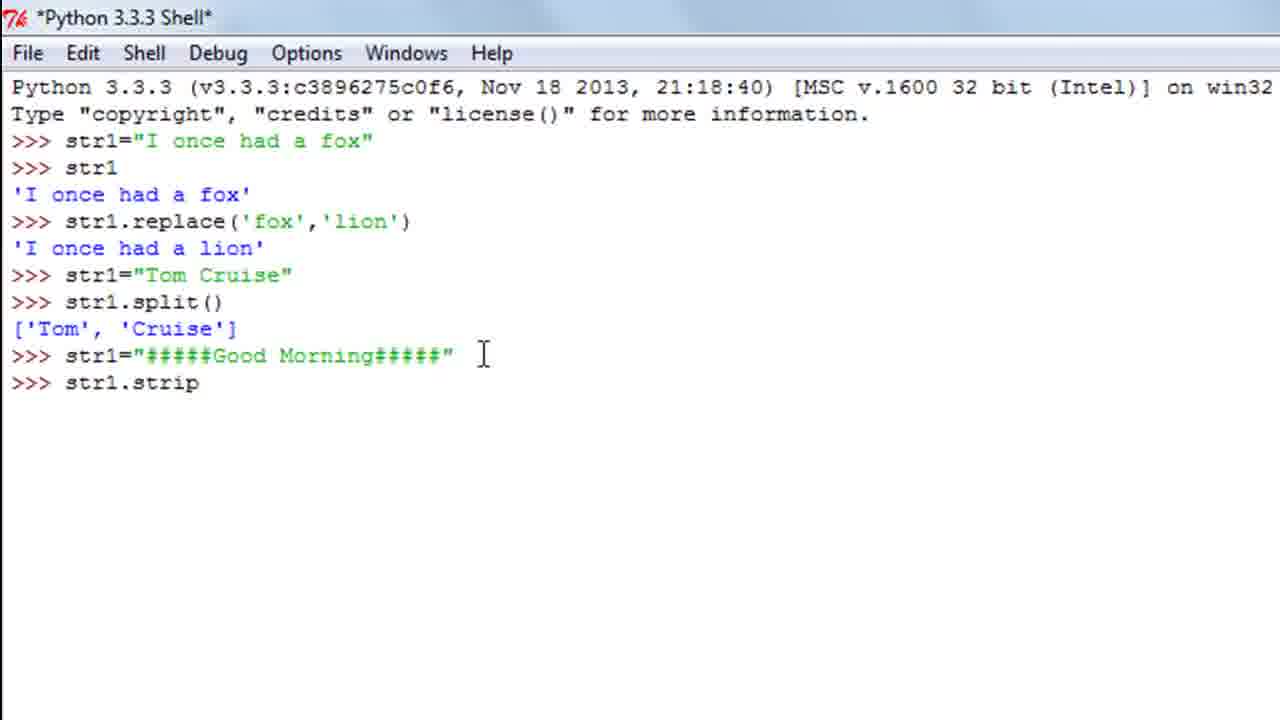 *Python 3.3.3 Shell*
File Edit Shell Debug Options Windows Help
Python 3.3.3 (v3.3.3:c3896275c0f6, Nov 18 2013, 21:18:40) [MSC v.1600 32 bit (Intel)] on win32
Type "copyright", "credits" or "license()" for more information.
>>> str1="I once had a fox"
>>> str1
'I once had a fox'
>>> str1.replace('fox','lion')
'I once had a lion'
>>> str1="Tom Cruise"
>>> str1.split()
['Tom', 'Cruise']
>>> str1="#####Good Morning#####"
>>> str1.strip